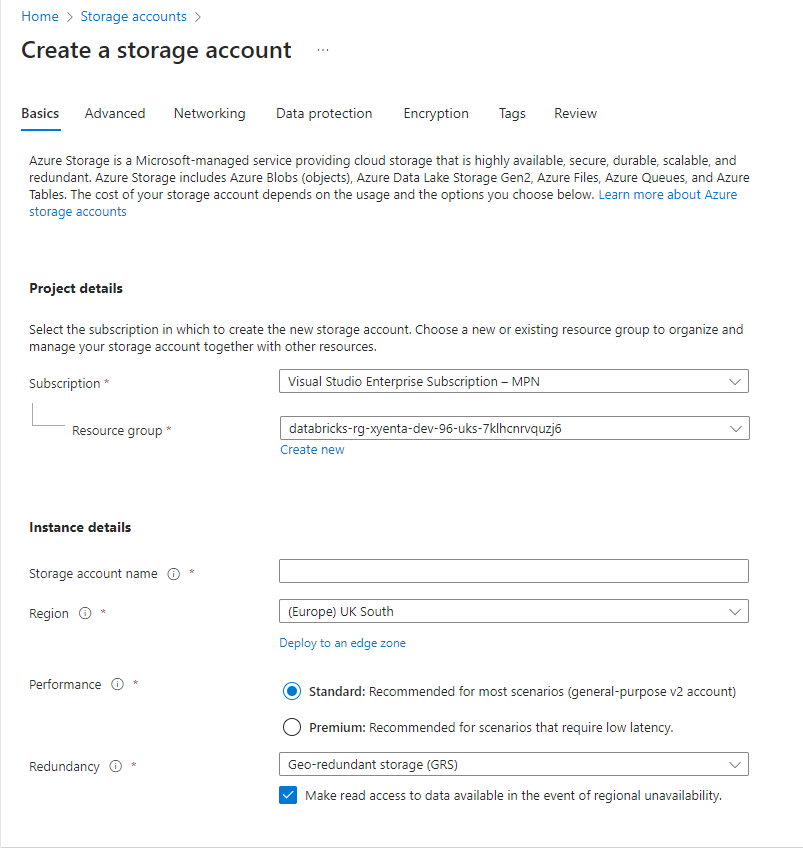 Home > Storage accounts >
Create a storage account ...
Basics Advanced Networking Data protection Encryption Tags Review
Azure Storage is a Microsoft-managed service providing cloud storage that is highly available, secure, durable, scalable, and
redundant. Azure Storage includes Azure Blobs (objects), Azure Data Lake Storage Gen2, Azure Files, Azure Queues, and Azure
Tables. The cost of your storage account depends on the usage and the options you choose below. Learn more about Azure
storage accounts
Project details
Select the subscription in which to create the new storage account. Choose a new or existing resource group to organize and
manage your storage account together with other resources.
Subscription * Visual Studio Enterprise Subscription – MPN
Resource group * databricks-rg-xyenta-dev-96-uks-7klhcnrvquzj6
Create new
Instance details
Storage account name *
Region * (Europe) UK South
Deploy to an edge zone
Performance * Standard: Recommended for most scenarios (general-purpose v2 account)
Premium: Recommended for scenarios that require low latency.
Redundancy * Geo-redundant storage (GRS)
Make read access to data available in the event of regional unavailability.